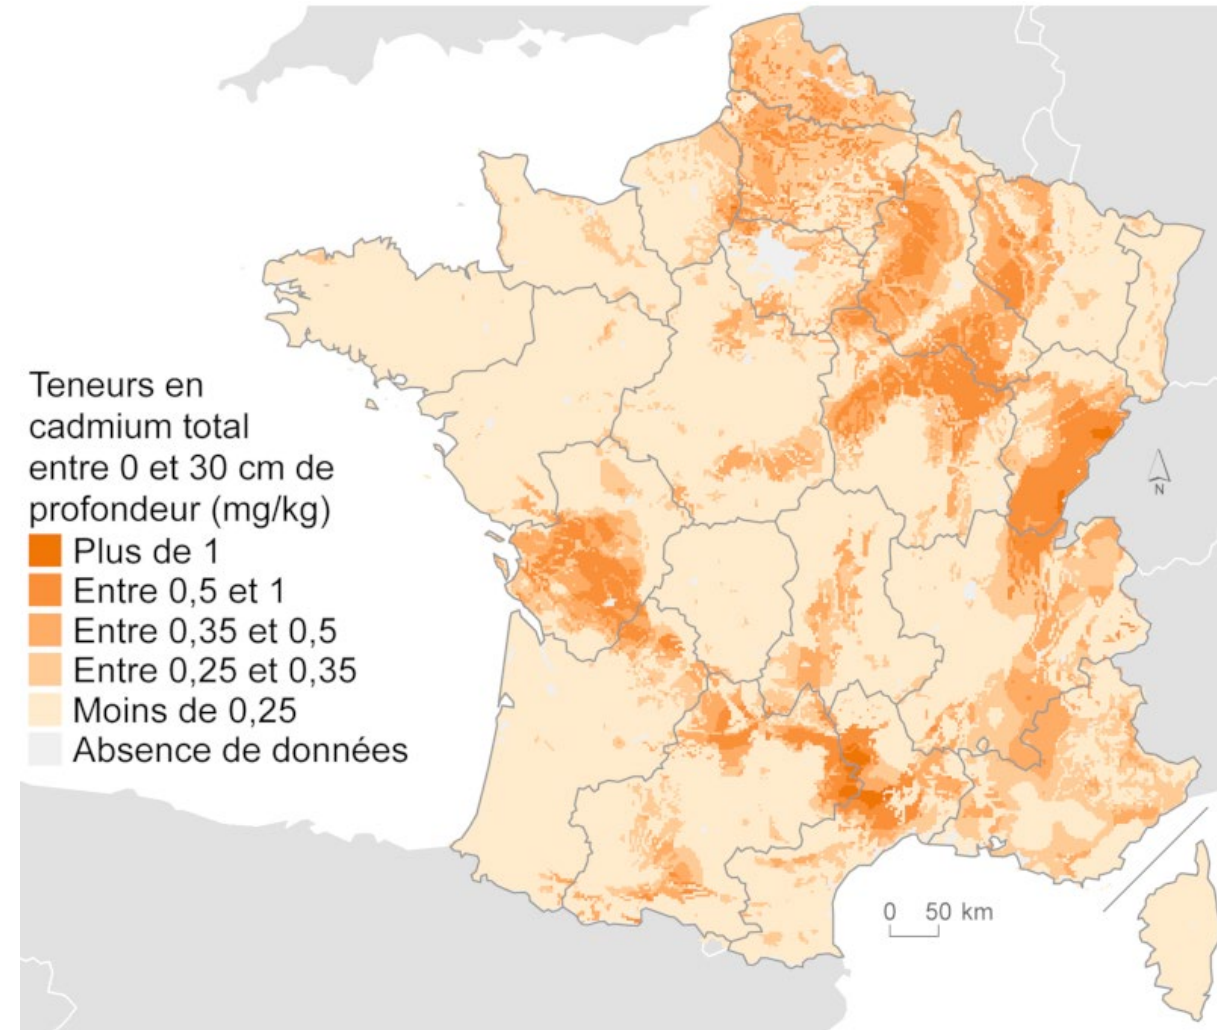 Teneurs en
cadmium total
entre 0 et 30 cm de
profondeur (mg/kg)
Plus de 1
Entre 0,5 et 1
Entre 0,35 et 0,5
Entre 0,25 et 0,35
Moins de 0,25
Absence de données
N
0 50 km